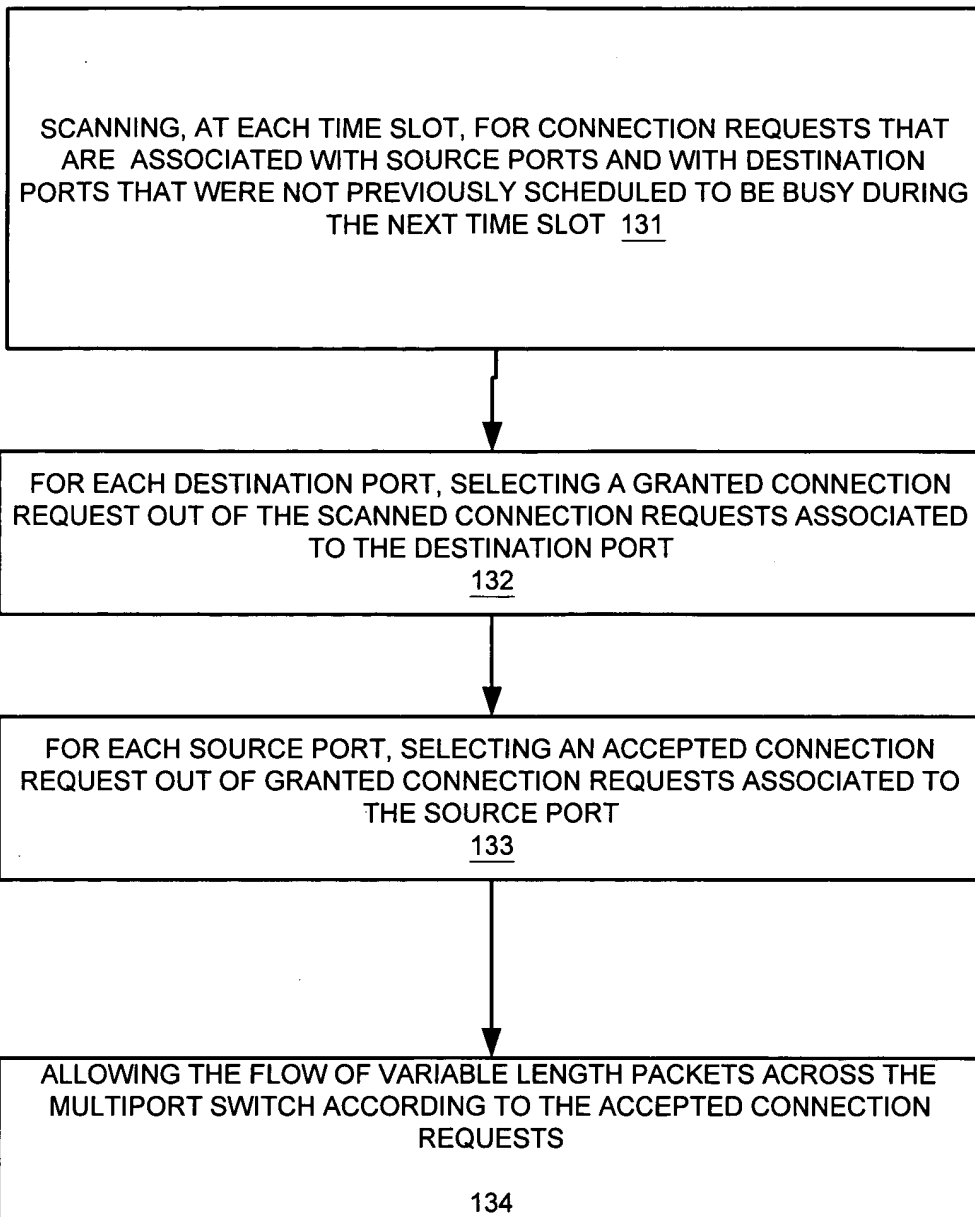 SCANNING, AT EACH TIME SLOT, FOR CONNECTION REQUESTS THAT
ARE ASSOCIATED WITH SOURCE PORTS AND WITH DESTINATION
PORTS THAT WERE NOT PREVIOUSLY SCHEDULED TO BE BUSY DURING
THE NEXT TIME SLOT 131
FOR EACH DESTINATION PORT, SELECTING A GRANTED CONNECTION
REQUEST OUT OF THE SCANNED CONNECTION REQUESTS ASSOCIATED
TO THE DESTINATION PORT
132
FOR EACH SOURCE PORT, SELECTING AN ACCEPTED CONNECTION
REQUEST OUT OF GRANTED CONNECTION REQUESTS ASSOCIATED TO
THE SOURCE PORT
133
ALLOWING THE FLOW OF VARIABLE LENGTH PACKETS ACROSS THE
MULTIPORT SWITCH ACCORDING TO THE ACCEPTED CONNECTION
REQUESTS
134